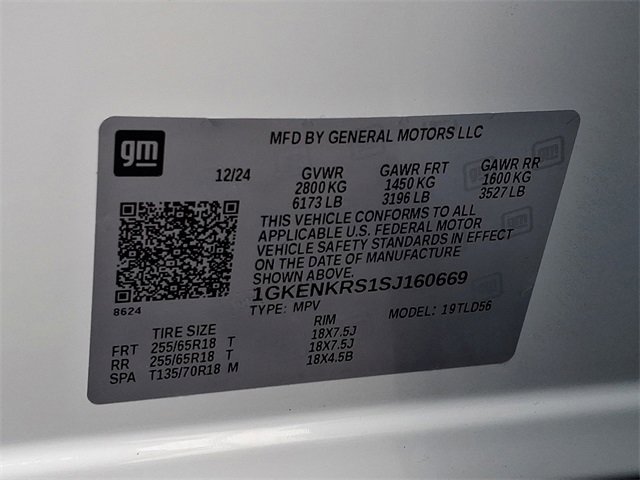 gm
MFD BY GENERAL MOTORS LLC
12/24 GVWR GAWR FRT GAWR RR
2800 KG 1450 KG 1600 KG
6173 LB 3196 LB 3527 LB
THIS VEHICLE CONFORMS TO ALL
APPLICABLE U.S. FEDERAL MOTOR
VEHICLE SAFETY STANDARDS IN EFFECT
ON THE DATE OF MANUFACTURE
SHOWN ABOVE.
1GKENKRS1SJ160669
8624
TYPE: MPV MODEL: 19TLD56
TIRE SIZE RIM
FRT 255/65R18 T 18X7.5J
RR 255/65R18 T 18X7.5J
SPA T135/70R18 M 18X4.5B